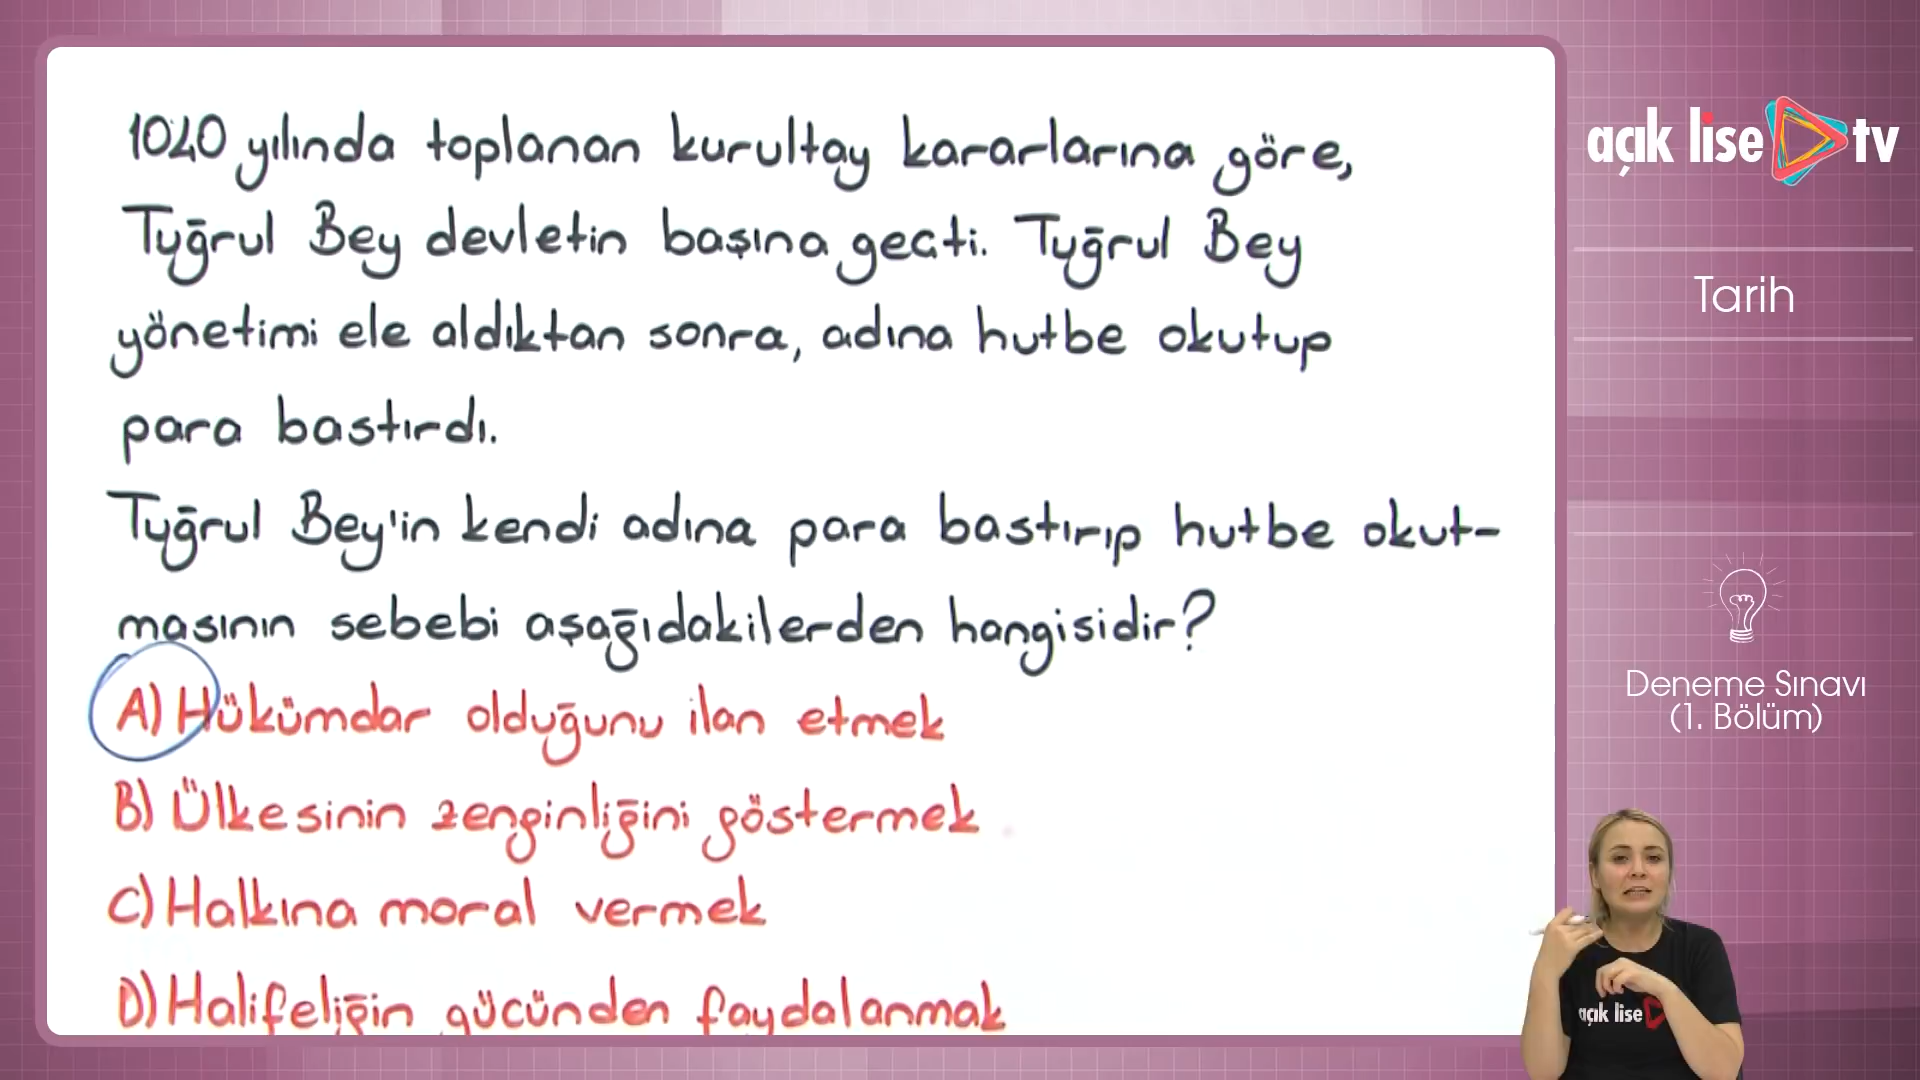 1040 yılında toplanan kurultay kararlarına göre,
Tuğrul Bey devletin başına geçti. Tuğrul Bey
yönetimi ele aldıktan sonra, adına hutbe okutup
para bastırdı.
Tuğrul Bey'in kendi adına para bastırıp hutbe okut-
masının sebebi aşağıdakilerden hangisidir?
A) Hükümdar olduğunu ilan etmek
B) Ülkesinin zenginliğini göstermek
C) Halkına moral vermek
D) Halifeliğin gücünden faydalanmak
açık lise tv
Tarih
Deneme Sınavı
(1. Bölüm)
açık lise